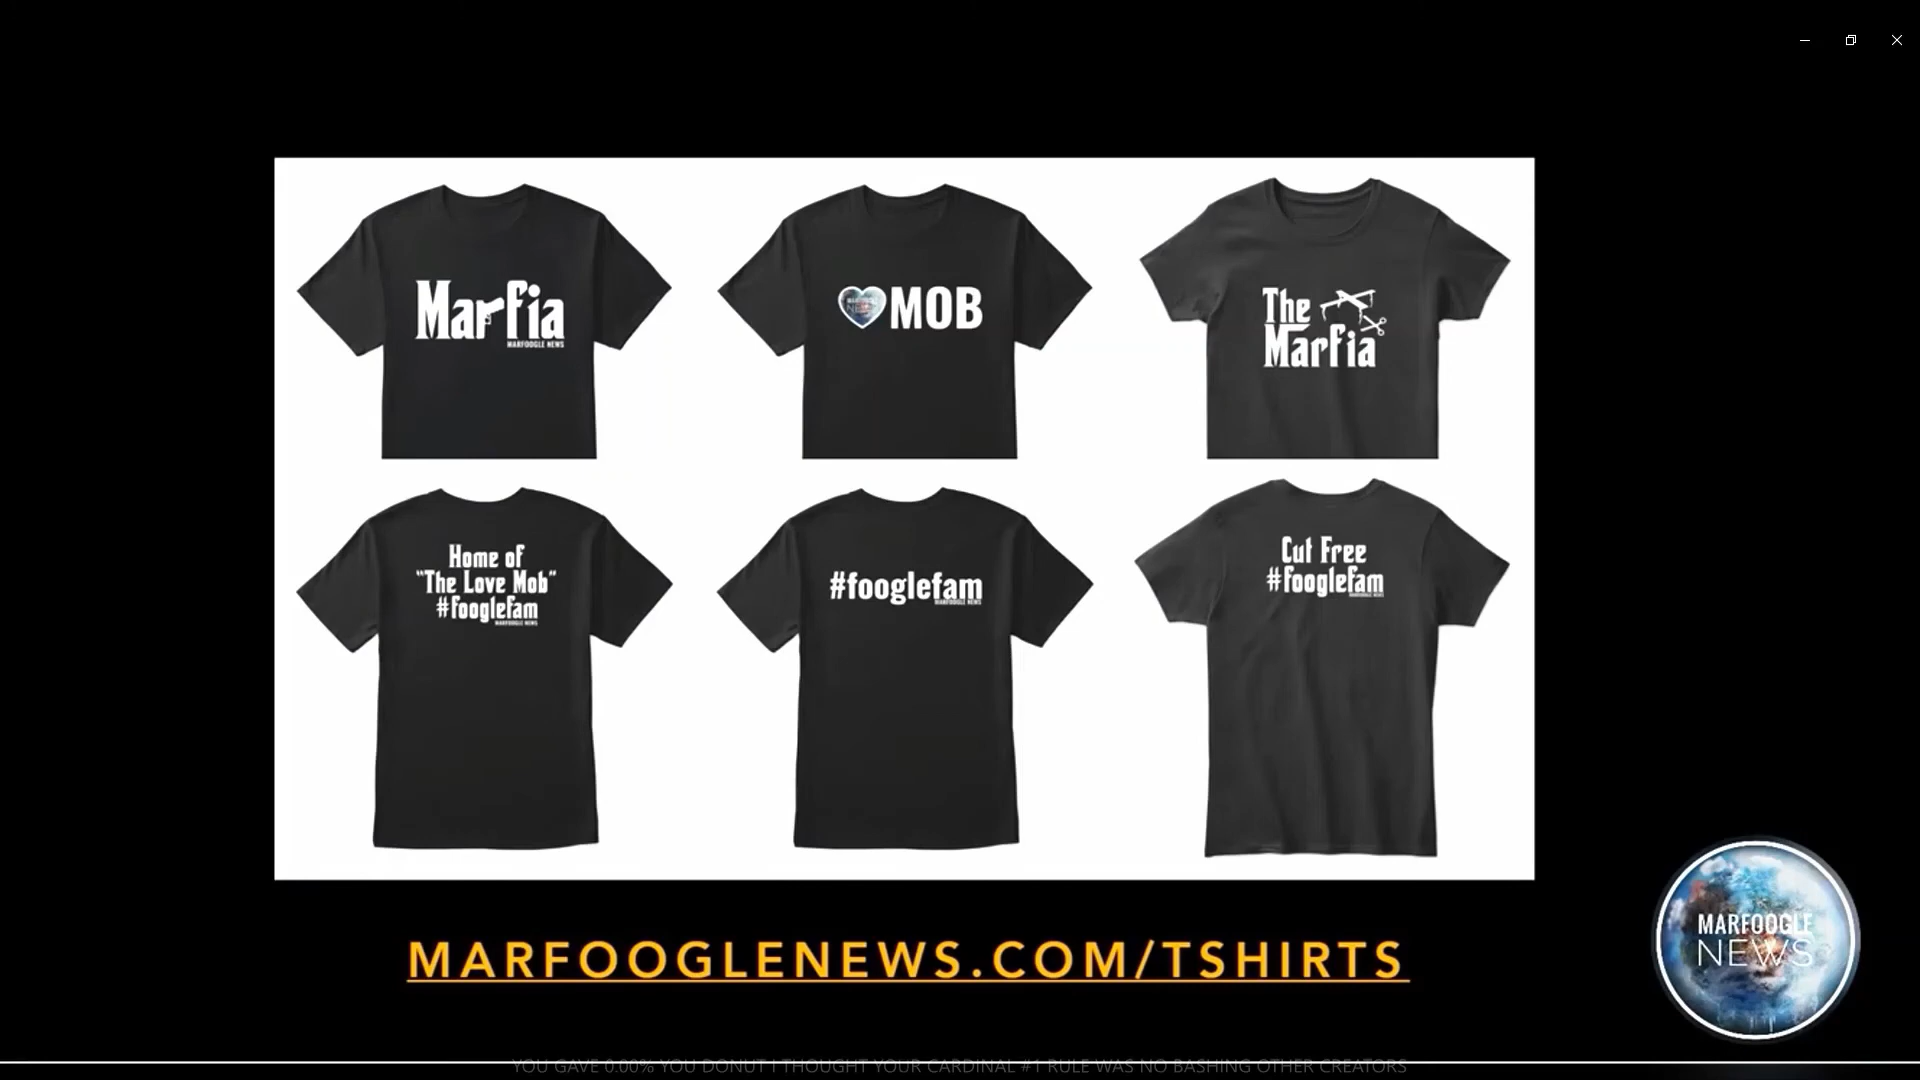 Marfia
MARFOOGLE NEWS
MOB
The
Marfia
Home of
"The Love Mob"
#fooglefam
MARFOOGLE NEWS
#fooglefam
MARFOOGLE NEWS
Cut Free
#fooglefam
MARFOOGLE NEWS
MARFOOGLENEWS.COM/TSHIRTS
MARFOOGLE
NEWS
YOU GAVE 0.00% YOU DONUT I THOUGHT YOUR CARDINAL #1 RULE WAS NO BASHING OTHER CREATORS